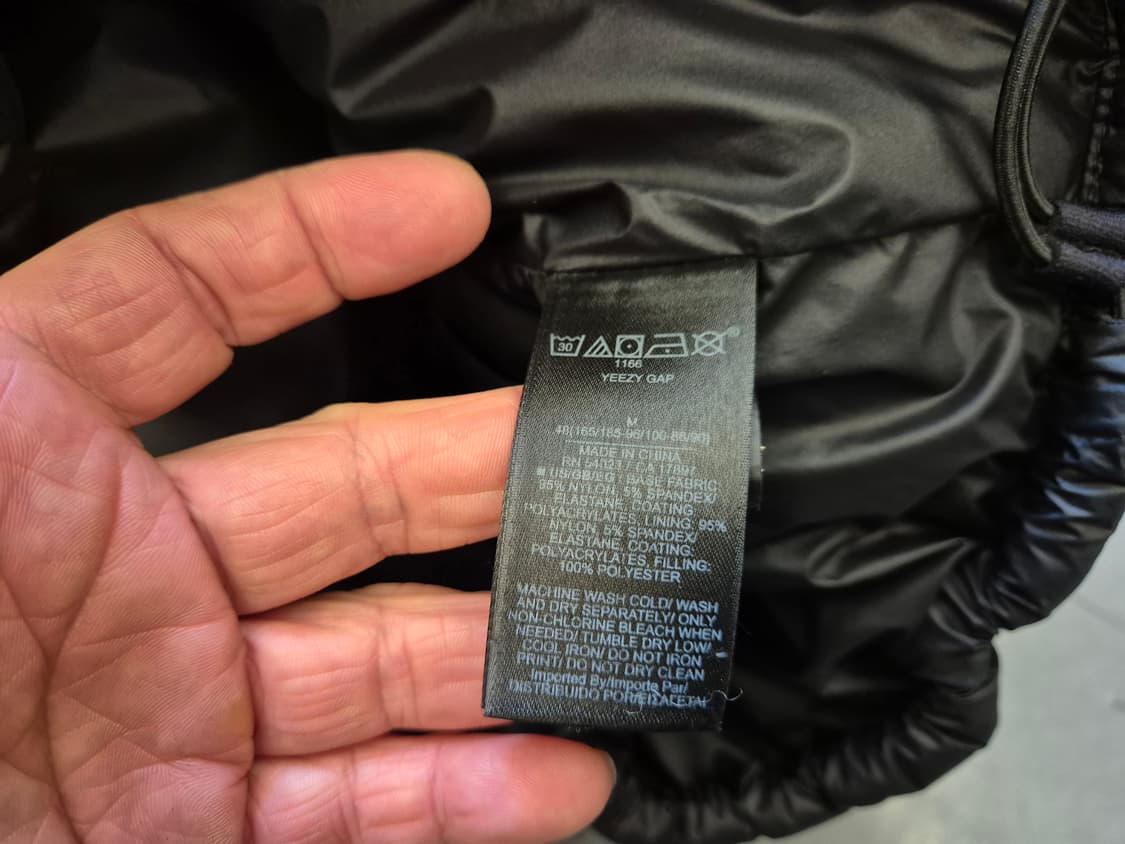 30
1166
YEEZY GAP
M
48(165/185-96/100-86/90)
MADE IN CHINA
RN 54023 / CA 17897
US/GB/EG: BASE FABRIC:
95% NYLON, 5% SPANDEX/
ELASTANE, COATING:
POLYACRYLATES, LINING: 95%
NYLON, 5% SPANDEX/
ELASTANE, COATING:
POLYACRYLATES, FILLING:
100% POLYESTER
MACHINE WASH COLD/ WASH
AND DRY SEPARATELY/ ONLY
NON-CHLORINE BLEACH WHEN
NEEDED/ TUMBLE DRY LOW/
COOL IRON/ DO NOT IRON
PRINT/ DO NOT DRY CLEAN
Imported By/Importe Par/
DISTRIBUIDO POR/ΕΙΣΑΓΕΤΑΙ